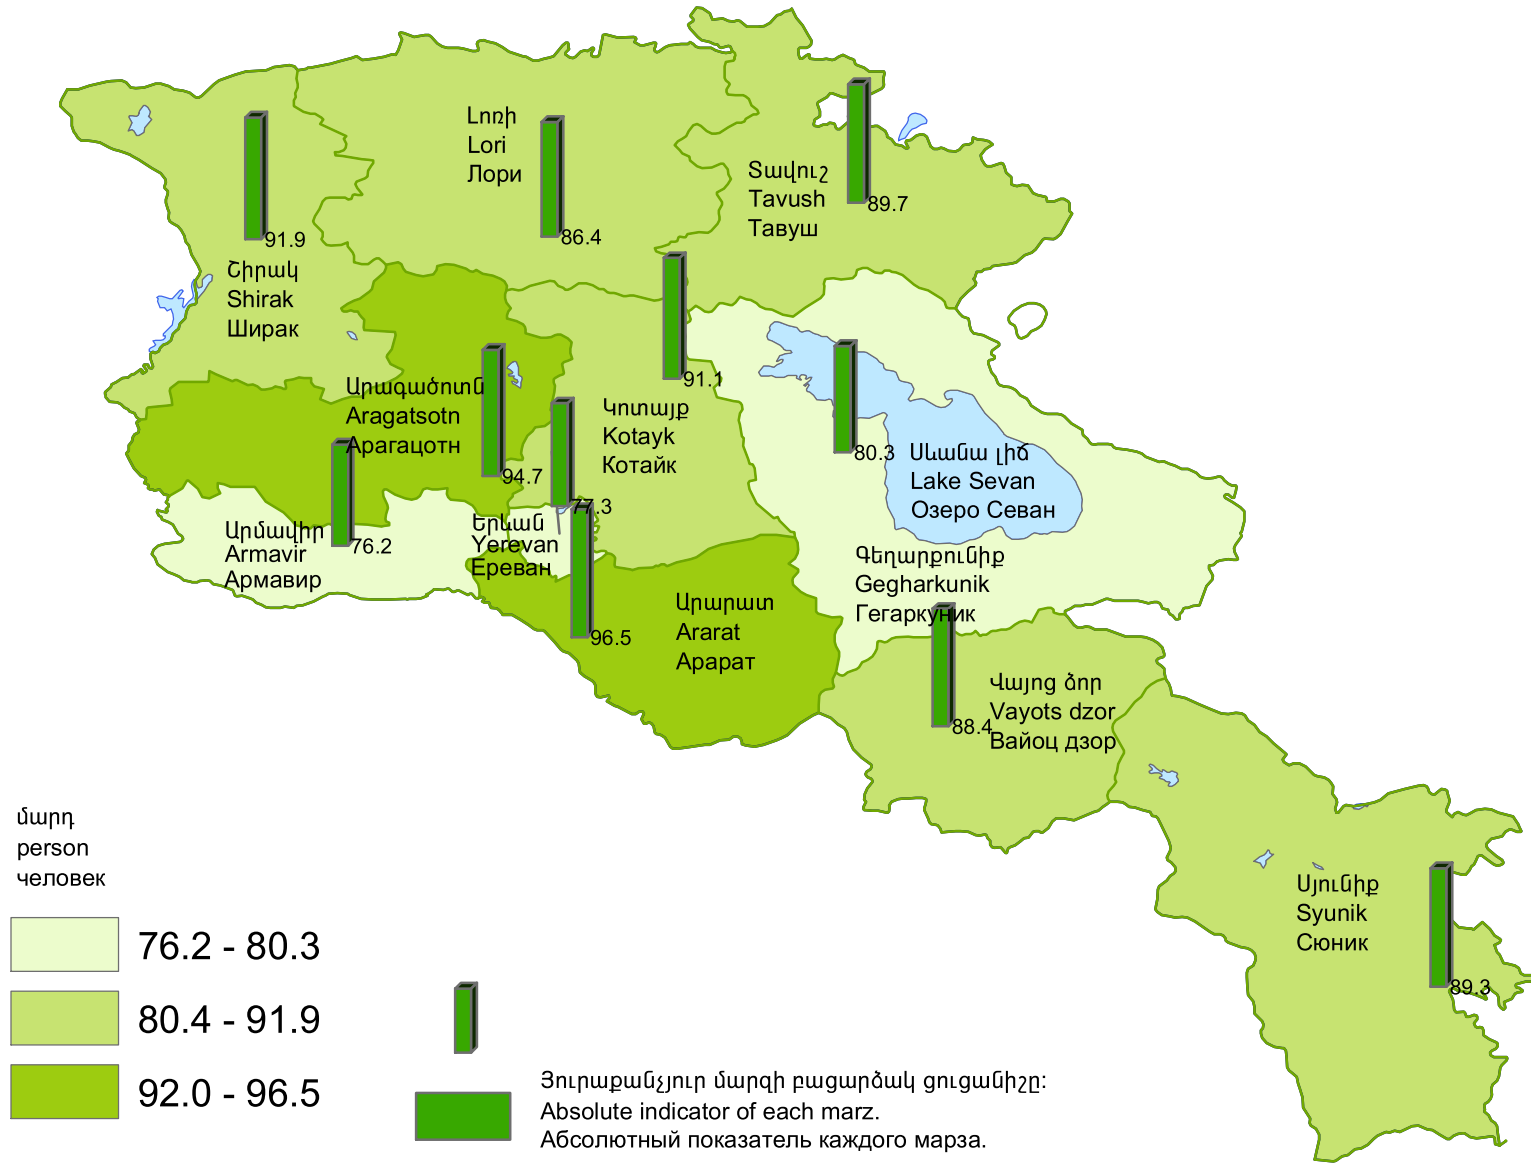 Լոռի
Lori
Лори
Տավուշ
Tavush
Тавуш
89.7
91.9
86.4
Շիրակ
Shirak
Ширак
91.1
Արագածոտն
Aragatsotn
Арагацотн
94.7
Կոտայք
Kotayk
Котайк
80.3
Սևանա լիճ
Lake Sevan
Озеро Севан
77.3
Երևան
Yerevan
Ереван
Արմավիր
Armavir
Армавир
76.2
Գեղարքունիք
Gegharkunik
Гегаркуник
96.5
Արարատ
Ararat
Арарат
88.4
Վայոց ձոր
Vayots dzor
Вайоц дзор
Սյունիք
Syunik
Сюник
89.3
մարդ
person
человек
76.2 - 80.3
80.4 - 91.9
92.0 - 96.5
Յուրաքանչյուր մարզի բացարձակ ցուցանիշը:
Absolute indicator of each marz.
Абсолютный показатель каждого марза.